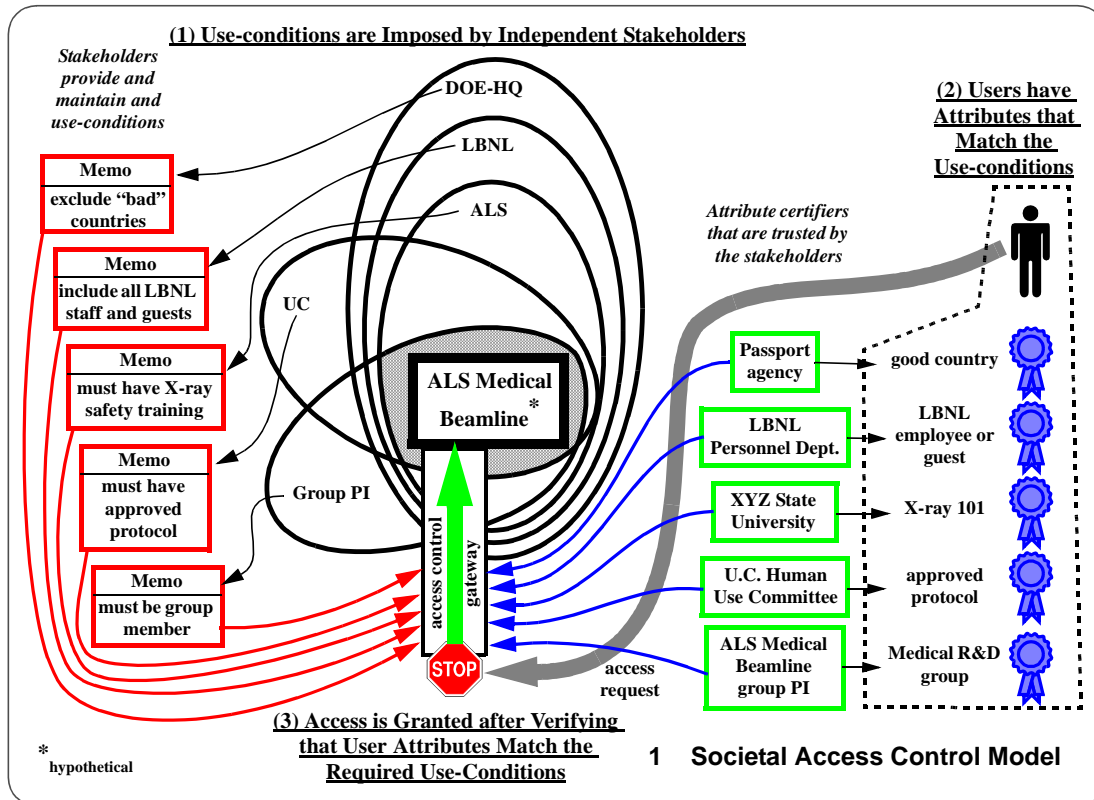 (1) Use-conditions are Imposed by Independent Stakeholders
Stakeholders
provide and
maintain and
use-conditions
DOE-HQ
LBNL
ALS
UC
Group PI
Memo
exclude “bad”
countries
Memo
include all LBNL
staff and guests
Memo
must have X-ray
safety training
Memo
must have
approved
protocol
Memo
must be group
member
ALS Medical
Beamline*
access control
gateway
STOP
(2) Users have
Attributes that
Match the
Use-conditions
Attribute certifiers
that are trusted by
the stakeholders
Passport
agency
good country
LBNL
Personnel Dept.
LBNL
employee or
guest
XYZ State
University
X-ray 101
U.C. Human
Use Committee
approved
protocol
ALS Medical
Beamline
group PI
Medical R&D
group
access
request
(3) Access is Granted after Verifying
that User Attributes Match the
Required Use-Conditions
*hypothetical
1 Societal Access Control Model